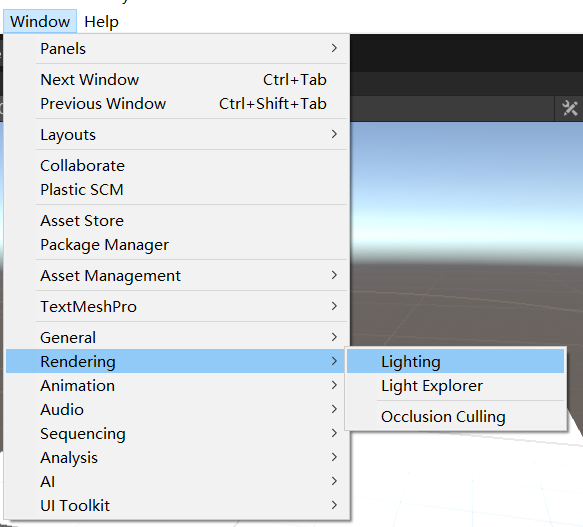 Window Help
Panels
Next Window Ctrl+Tab
Previous Window Ctrl+Shift+Tab
Layouts
Collaborate
Plastic SCM
Asset Store
Package Manager
Asset Management
TextMeshPro
General
Rendering
Lighting
Animation
Light Explorer
Audio
Occlusion Culling
Sequencing
Analysis
AI
UI Toolkit